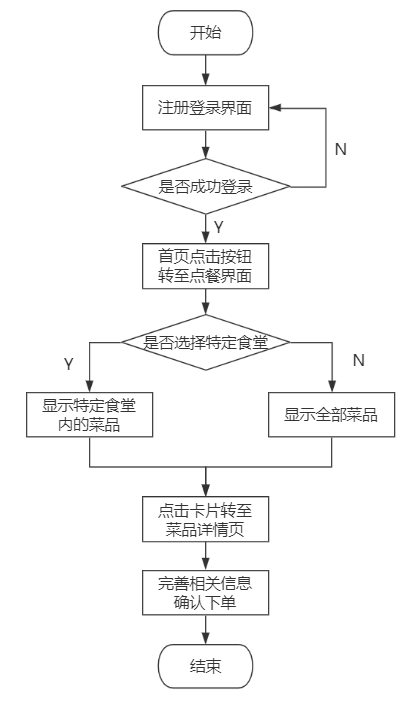 开始
注册登录界面
N
是否成功登录
Y
首页点击按钮
转至点餐界面
是否选择特定食堂
Y
N
显示特定食堂
内的菜品
显示全部菜品
点击卡片转至
菜品详情页
完善相关信息
确认下单
结束